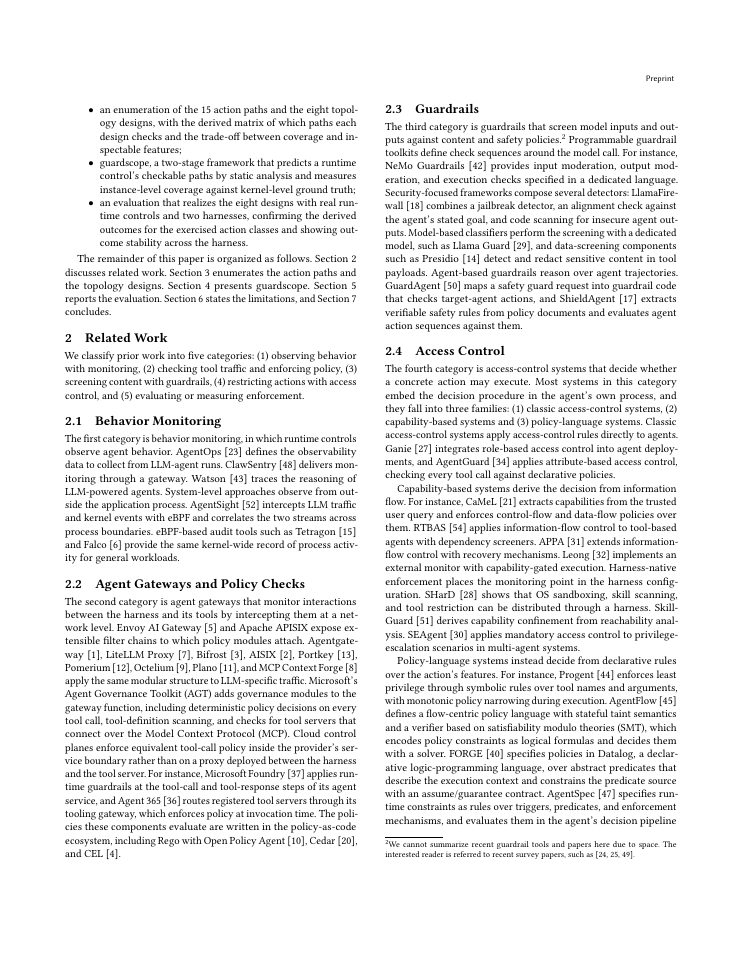 Preprint
• an enumeration of the 15 action paths and the eight topol-
ogy designs, with the derived matrix of which paths each
design checks and the trade-off between coverage and in-
spectable features;
• guardscope, a two-stage framework that predicts a runtime
control's checkable paths by static analysis and measures
instance-level coverage against kernel-level ground truth;
• an evaluation that realizes the eight designs with real run-
time controls and two harnesses, confirming the derived
outcomes for the exercised action classes and showing out-
come stability across the harness.
The remainder of this paper is organized as follows. Section 2
discusses related work. Section 3 enumerates the action paths and
the topology designs. Section 4 presents guardscope. Section 5
reports the evaluation. Section 6 states the limitations, and Section 7
concludes.
2 Related Work
We classify prior work into five categories: (1) observing behavior
with monitoring, (2) checking tool traffic and enforcing policy, (3)
screening content with guardrails, (4) restricting actions with access
control, and (5) evaluating or measuring enforcement.
2.1 Behavior Monitoring
The first category is behavior monitoring, in which runtime controls
observe agent behavior. AgentOps [23] defines the observability
data to collect from LLM-agent runs. ClawSentry [48] delivers mon-
itoring through a gateway. Watson [43] traces the reasoning of
LLM-powered agents. System-level approaches observe from out-
side the application process. AgentSight [52] intercepts LLM traffic
and kernel events with eBPF and correlates the two streams across
process boundaries. eBPF-based audit tools such as Tetragon [15]
and Falco [6] provide the same kernel-wide record of process activ-
ity for general workloads.
2.2 Agent Gateways and Policy Checks
The second category is agent gateways that monitor interactions
between the harness and its tools by intercepting them at a net-
work level. Envoy AI Gateway [5] and Apache APISIX expose ex-
tensible filter chains to which policy modules attach. Agentgate-
way [1], LiteLLM Proxy [7], Bifrost [3], AISIX [2], Portkey [13],
Pomerium [12], Octelium [9], Plano [11], and MCP Context Forge [8]
apply the same modular structure to LLM-specific traffic. Microsoft's
Agent Governance Toolkit (AGT) adds governance modules to the
gateway function, including deterministic policy decisions on every
tool call, tool-definition scanning, and checks for tool servers that
connect over the Model Context Protocol (MCP). Cloud control
planes enforce equivalent tool-call policy inside the provider's ser-
vice boundary rather than on a proxy deployed between the harness
and the tool server. For instance, Microsoft Foundry [37] applies run-
time guardrails at the tool-call and tool-response steps of its agent
service, and Agent 365 [36] routes registered tool servers through its
tooling gateway, which enforces policy at invocation time. The poli-
cies these components evaluate are written in the policy-as-code
ecosystem, including Rego with Open Policy Agent [10], Cedar [20],
and CEL [4].
2.3 Guardrails
The third category is guardrails that screen model inputs and out-
puts against content and safety policies.2 Programmable guardrail
toolkits define check sequences around the model call. For instance,
NeMo Guardrails [42] provides input moderation, output mod-
eration, and execution checks specified in a dedicated language.
Security-focused frameworks compose several detectors: LlamaFire-
wall [18] combines a jailbreak detector, an alignment check against
the agent's stated goal, and code scanning for insecure agent out-
puts. Model-based classifiers perform the screening with a dedicated
model, such as Llama Guard [29], and data-screening components
such as Presidio [14] detect and redact sensitive content in tool
payloads. Agent-based guardrails reason over agent trajectories.
GuardAgent [50] maps a safety guard request into guardrail code
that checks target-agent actions, and ShieldAgent [17] extracts
verifiable safety rules from policy documents and evaluates agent
action sequences against them.
2.4 Access Control
The fourth category is access-control systems that decide whether
a concrete action may execute. Most systems in this category
embed the decision procedure in the agent's own process, and
they fall into three families: (1) classic access-control systems, (2)
capability-based systems and (3) policy-language systems. Classic
access-control systems apply access-control rules directly to agents.
Ganie [27] integrates role-based access control into agent deploy-
ments, and AgentGuard [34] applies attribute-based access control,
checking every tool call against declarative policies.
Capability-based systems derive the decision from information
flow. For instance, CaMeL [21] extracts capabilities from the trusted
user query and enforces control-flow and data-flow policies over
them. RTBAS [54] applies information-flow control to tool-based
agents with dependency screeners. APPA [31] extends information-
flow control with recovery mechanisms. Leong [32] implements an
external monitor with capability-gated execution. Harness-native
enforcement places the monitoring point in the harness config-
uration. SHarD [28] shows that OS sandboxing, skill scanning,
and tool restriction can be distributed through a harness. Skill-
Guard [51] derives capability confinement from reachability anal-
ysis. SEAgent [30] applies mandatory access control to privilege-
escalation scenarios in multi-agent systems.
Policy-language systems instead decide from declarative rules
over the action's features. For instance, Progent [44] enforces least
privilege through symbolic rules over tool names and arguments,
with monotonic policy narrowing during execution. AgentFlow [45]
defines a flow-centric policy language with stateful taint semantics
and a verifier based on satisfiability modulo theories (SMT), which
encodes policy constraints as logical formulas and decides them
with a solver. FORGE [40] specifies policies in Datalog, a declar-
ative logic-programming language, over abstract predicates that
describe the execution context and constrains the predicate source
with an assume/guarantee contract. AgentSpec [47] specifies run-
time constraints as rules over triggers, predicates, and enforcement
mechanisms, and evaluates them in the agent's decision pipeline
2We cannot summarize recent guardrail tools and papers here due to space. The
interested reader is referred to recent survey papers, such as [24, 25, 49].